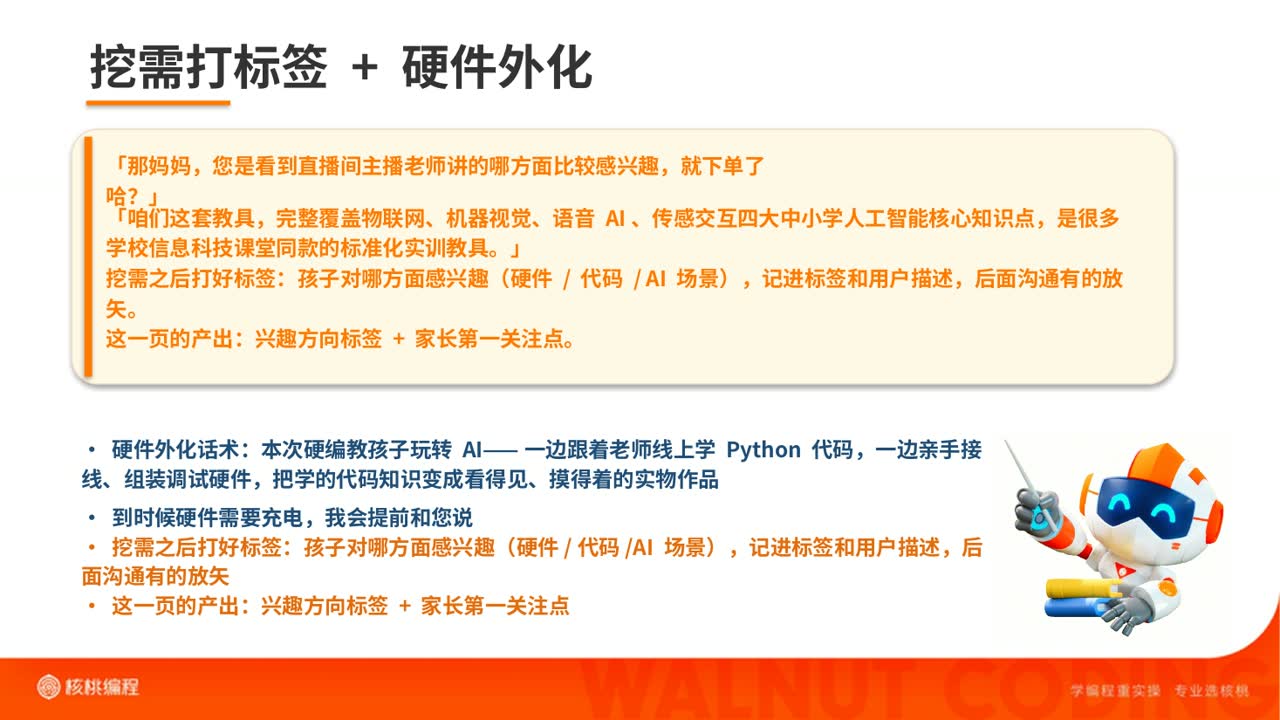 挖需打标签 + 硬件外化
「那妈妈，您是看到直播间主播老师讲的哪方面比较感兴趣，就下单了
哈？」
「咱们这套教具，完整覆盖物联网、机器视觉、语音 AI 、传感交互四大中小学人工智能核心知识点，是很多
学校信息科技课堂同款的标准化实训教具。」
挖需之后打好标签：孩子对哪方面感兴趣（硬件 / 代码 / AI 场景），记进标签和用户描述，后面沟通有的放
矢。
这一页的产出：兴趣方向标签 + 家长第一关注点。
• 硬件外化话术：本次硬编教孩子玩转 AI—— 一边跟着老师线上学 Python 代码，一边亲手接
线、组装调试硬件，把学的代码知识变成看得见、摸得着的实物作品
• 到时候硬件需要充电，我会提前和您说
• 挖需之后打好标签：孩子对哪方面感兴趣（硬件 / 代码 /AI 场景），记进标签和用户描述，后
面沟通有的放矢
• 这一页的产出：兴趣方向标签 + 家长第一关注点
核桃编程
WALNUT CODING
学编程重实操 专业选核桃